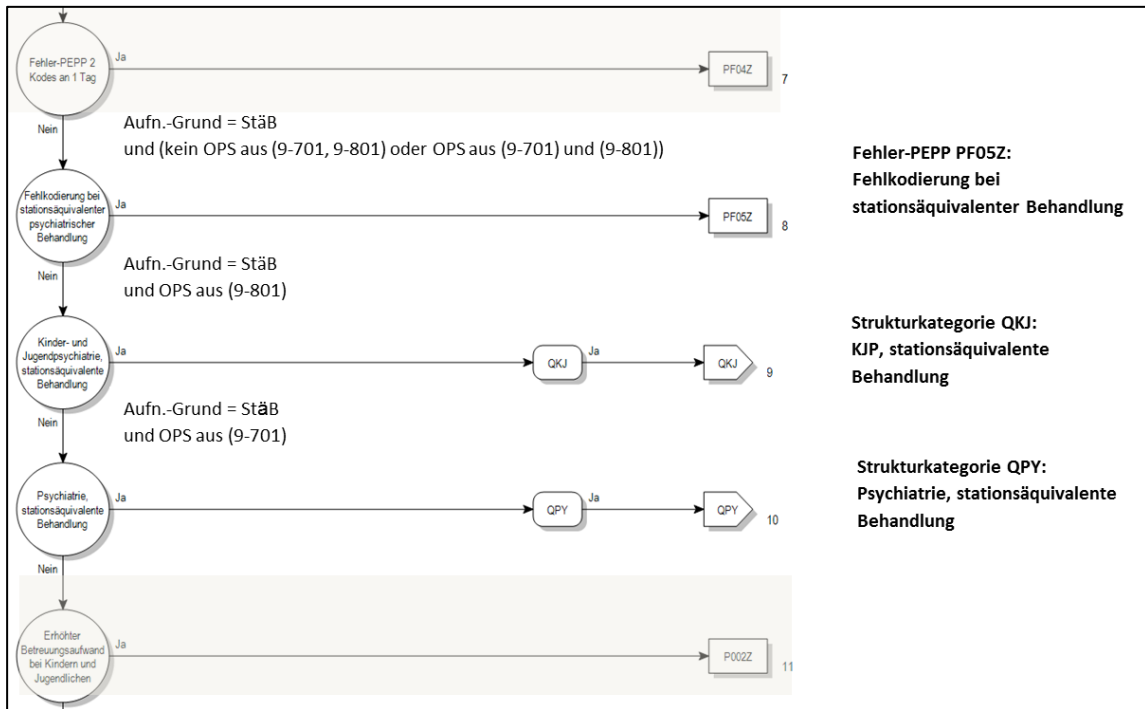 Fehler-PEPP 2
Kodes an 1 Tag
Ja
PF04Z
7
Nein
Aufn.-Grund = StäB
und (kein OPS aus (9-701, 9-801) oder OPS aus (9-701) und (9-801))
Fehlkodierung bei
stationsäquivalenter
psychiatrischer
Behandlung
Ja
PF05Z
8
Fehler-PEPP PF05Z:
Fehlkodierung bei
stationsäquivalenter Behandlung
Nein
Aufn.-Grund = StäB
und OPS aus (9-801)
Kinder- und
Jugendpsychiatrie,
stationsäquivalente
Behandlung
Ja
QKJ
Ja
QKJ
9
Strukturkategorie QKJ:
KJP, stationsäquivalente
Behandlung
Nein
Aufn.-Grund = StäB
und OPS aus (9-701)
Psychiatrie,
stationsäquivalente
Behandlung
Ja
QPY
Ja
QPY
10
Strukturkategorie QPY:
Psychiatrie, stationsäquivalente
Behandlung
Nein
Erhöhter
Betreuungsaufwand
bei Kindern und
Jugendlichen
Ja
P002Z
11